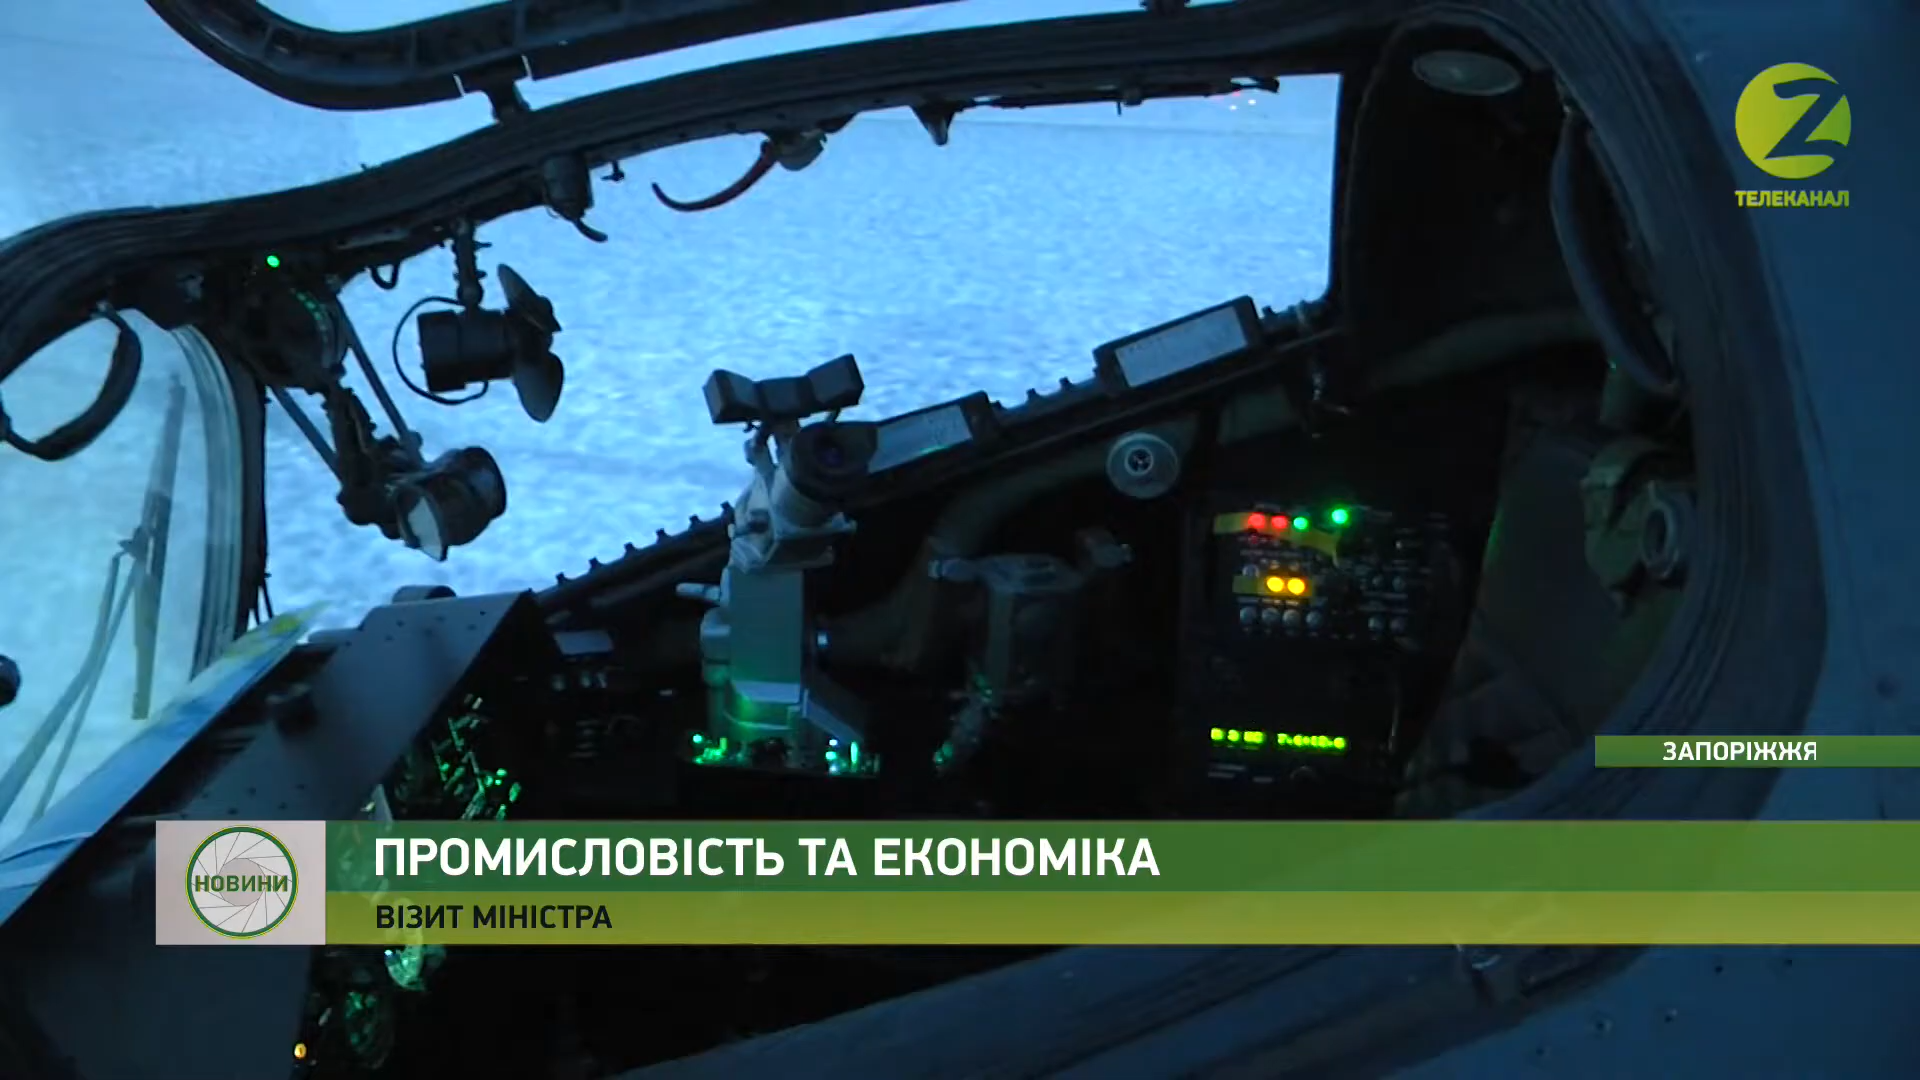 Z
ТЕЛЕКАНАЛ
ЗАПОРІЖЖЯ
ПРОМИСЛОВІСТЬ ТА ЕКОНОМІКА
НОВИНИ
ВІЗИТ МІНІСТРА